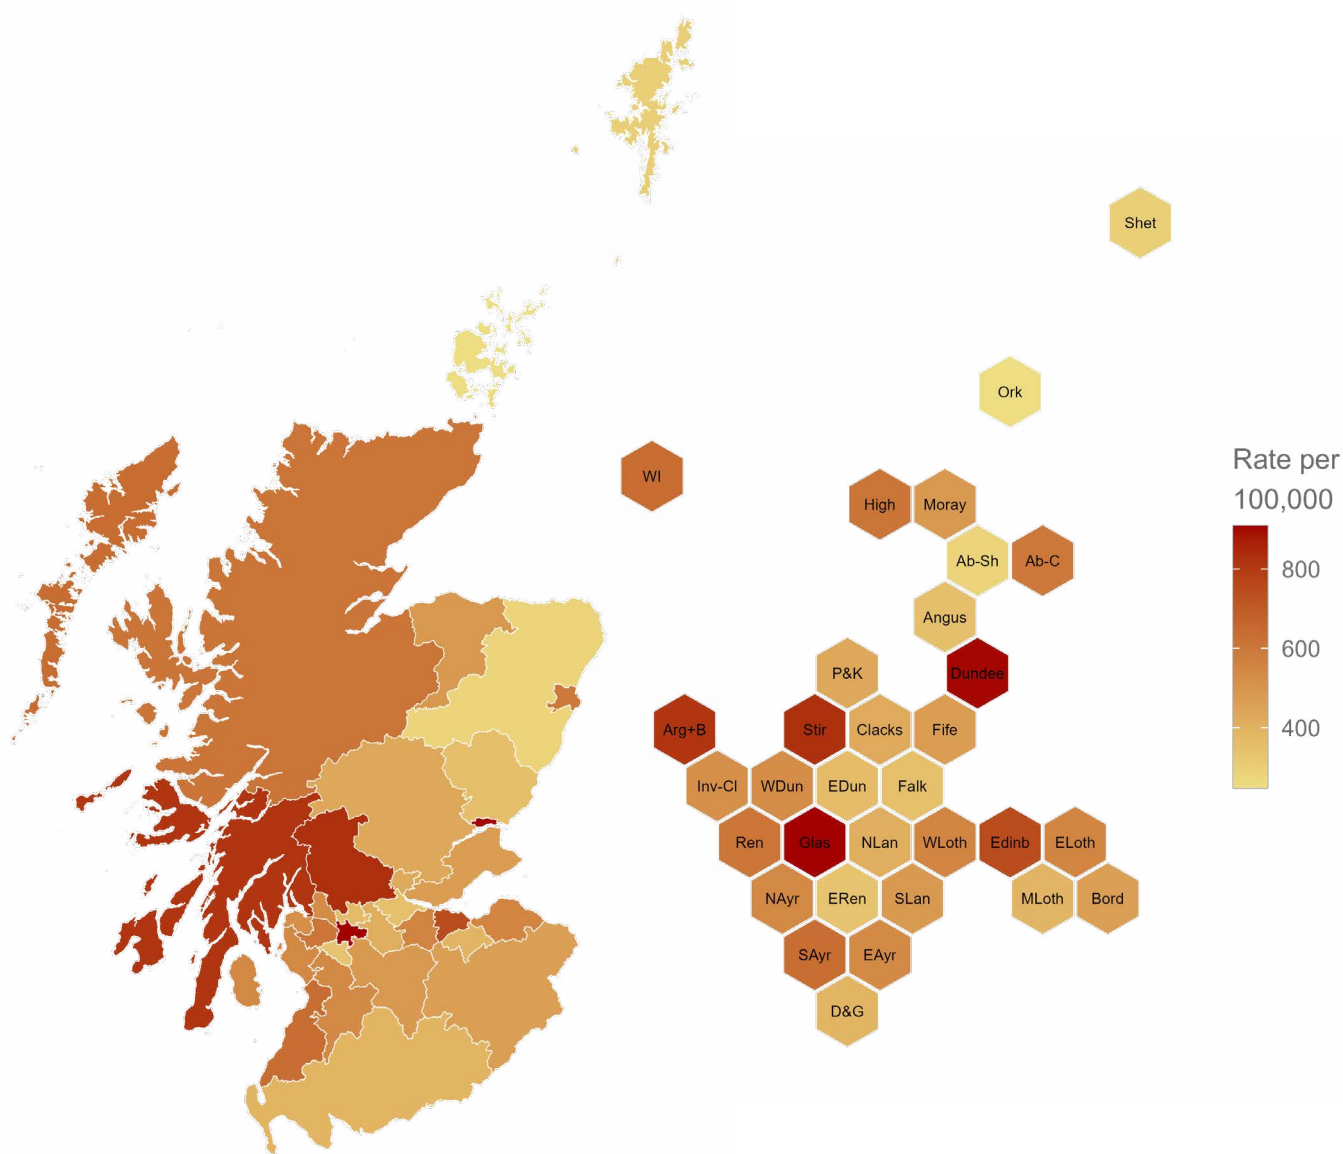 Shet
Ork
WI
High Moray
Ab-Sh Ab-C
Angus
P&K Dundee
Arg+B Stir Clacks Fife
Inv-Cl WDun EDun Falk
Ren Glas NLan WLoth Edinb ELoth
NAyr ERen SLan MLoth Bord
SAyr EAyr
D&G
Rate per
100,000
800
600
400